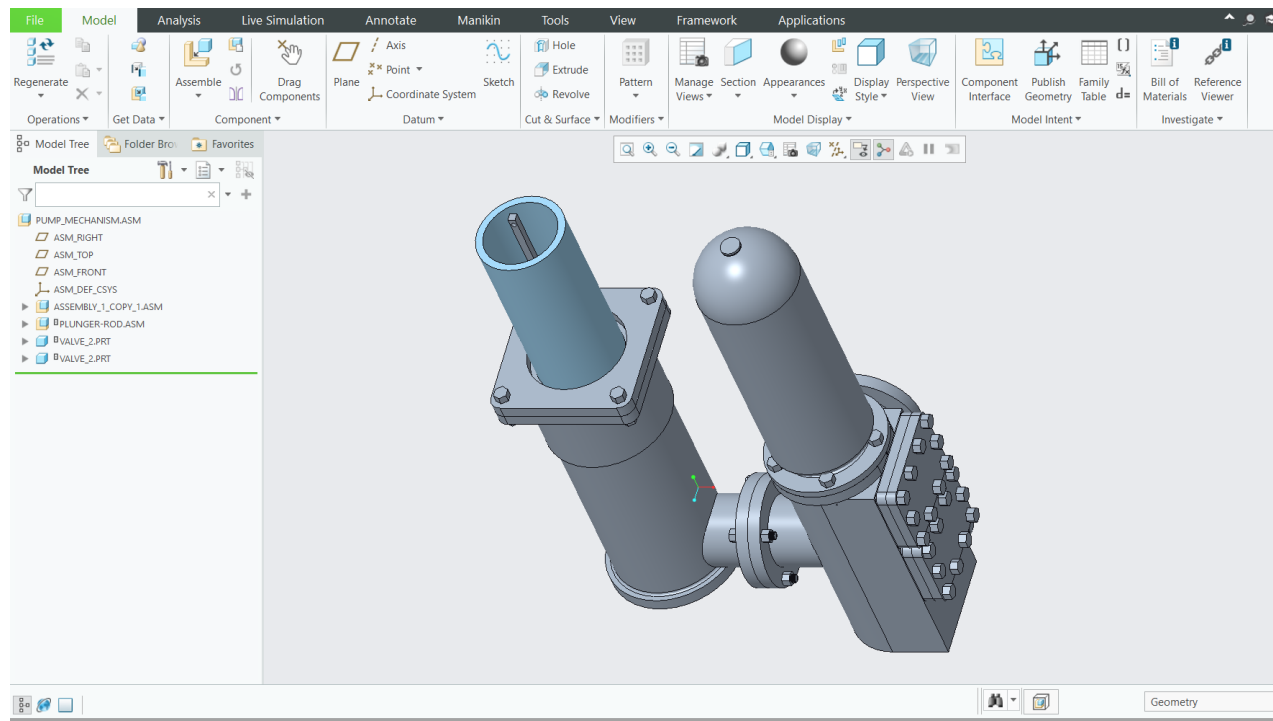 File Model Analysis Live Simulation Annotate Manikin Tools View Framework Applications
Regenerate
Operations
Get Data
Assemble
Drag
Components
Component
Plane
Axis
Point
Coordinate System
Sketch
Datum
Hole
Extrude
Revolve
Cut & Surface
Pattern
Modifiers
Manage
Views
Section
Appearances
Display
Style
Perspective
View
Model Display
Component
Interface
Publish
Geometry
Family
Table
d=
Model Intent
Bill of
Materials
Reference
Viewer
Investigate
Model Tree Folder Bro Favorites
Model Tree
PUMP_MECHANISM.ASM
ASM_RIGHT
ASM_TOP
ASM_FRONT
ASM_DEF_CSYS
ASSEMBLY_1_COPY_1.ASM
PLUNGER-ROD.ASM
VALVE_2.PRT
VALVE_2.PRT
Geometry